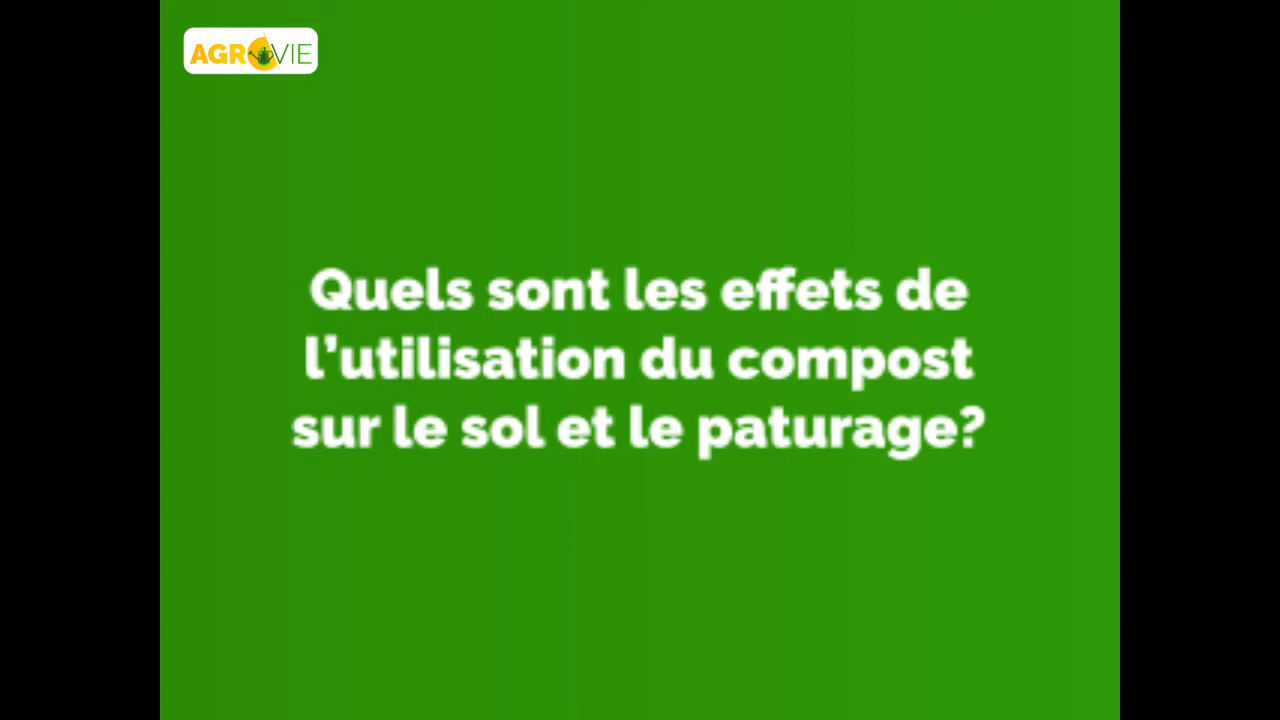 AGROVIE
Quels sont les effets de
l’utilisation du compost
sur le sol et le paturage?